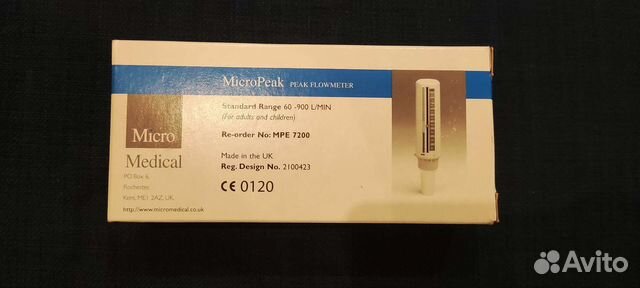 MicroPeak PEAK FLOWMETER
Standard Range 60 -900 L/MIN
(For adults and children)
Re-order No: MPE 7200
Made in the UK
Reg. Design No. 2100423
CE 0120
Micro
Medical
PO Box 6,
Rochester,
Kent, ME1 2AZ, UK.
http://www.micromedical.co.uk
Avito